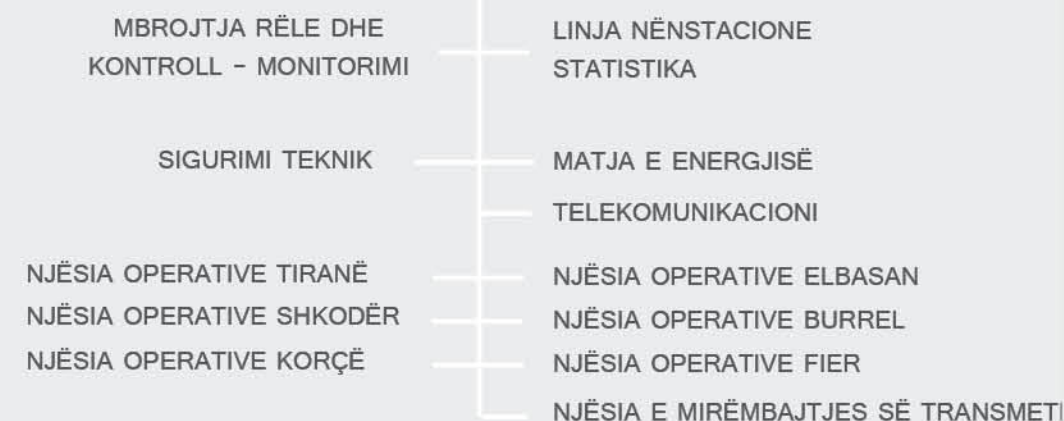 MBROJTJA RËLE DHE
KONTROLL - MONITORIMI
LINJA NËNSTACIONE
STATISTIKA
SIGURIMI TEKNIK
MATJA E ENERGJISË
TELEKOMUNIKACIONI
NJËSIA OPERATIVE TIRANË
NJËSIA OPERATIVE ELBASAN
NJËSIA OPERATIVE SHKODËR
NJËSIA OPERATIVE BURREL
NJËSIA OPERATIVE KORÇË
NJËSIA OPERATIVE FIER
NJËSIA E MIRËMBAJTJES SË TRANSMETI